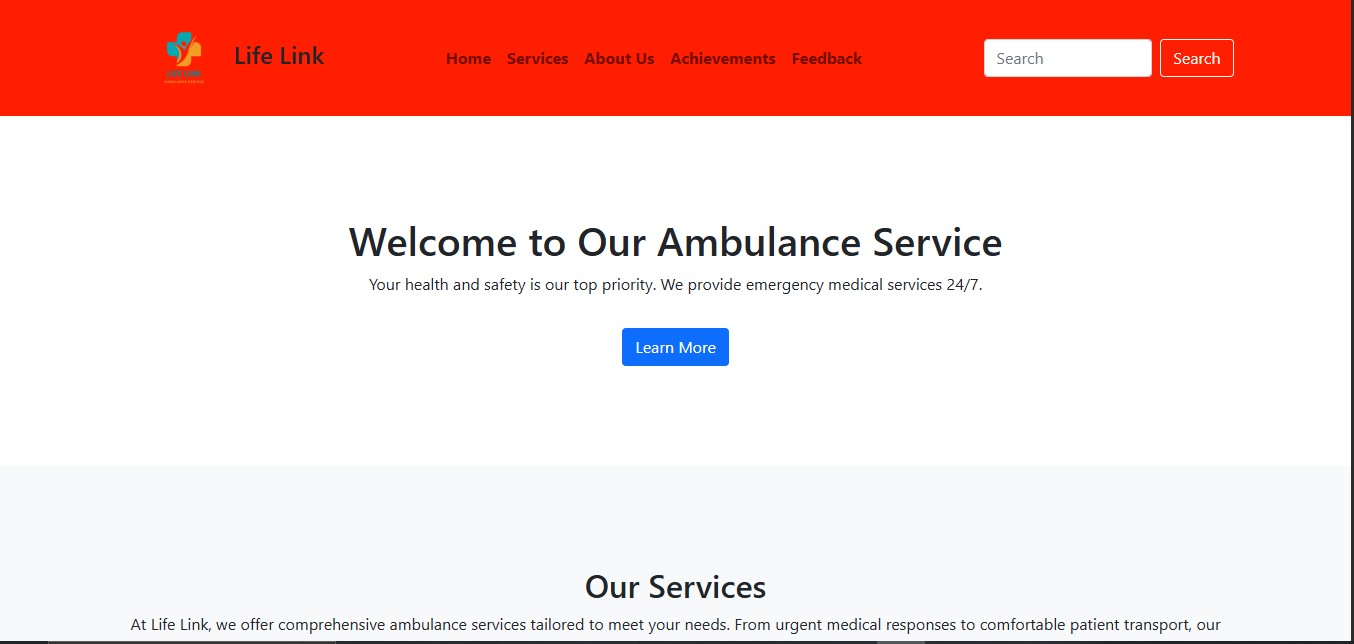 Life Link
Home Services About Us Achievements Feedback
Search Search
Welcome to Our Ambulance Service
Your health and safety is our top priority. We provide emergency medical services 24/7.
Learn More
Our Services
At Life Link, we offer comprehensive ambulance services tailored to meet your needs. From urgent medical responses to comfortable patient transport, our